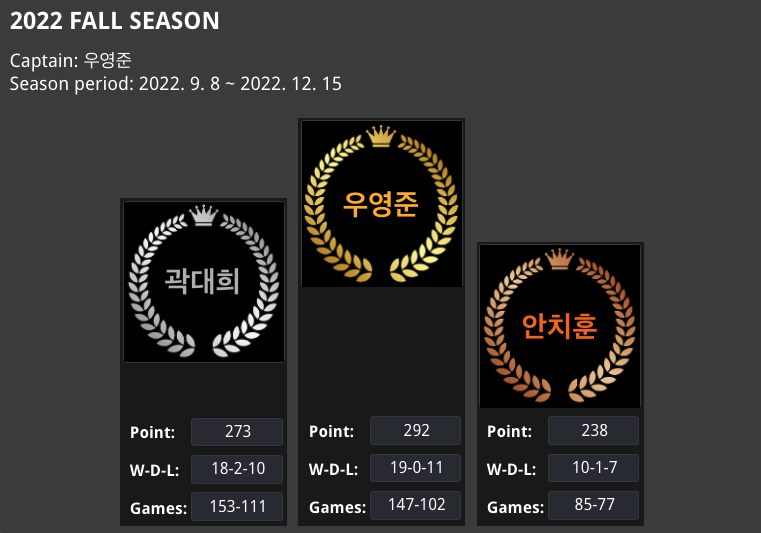 2022 FALL SEASON
Captain: 우영준
Season period: 2022. 9. 8 ~ 2022. 12. 15
곽대희
Point: 273
W-D-L: 18-2-10
Games: 153-111
우영준
Point: 292
W-D-L: 19-0-11
Games: 147-102
안치훈
Point: 238
W-D-L: 10-1-7
Games: 85-77